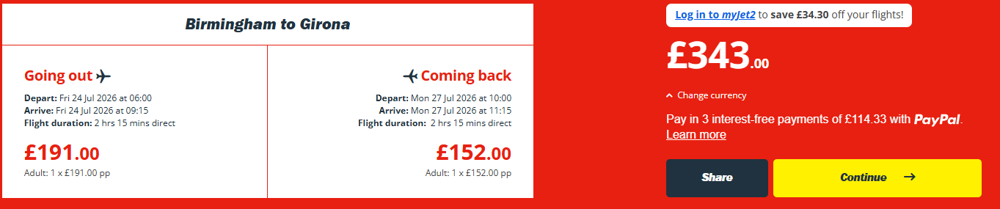 Birmingham to Girona
Going out
Depart: Fri 24 Jul 2026 at 06:00
Arrive: Fri 24 Jul 2026 at 09:15
Flight duration: 2 hrs 15 mins direct
£191.00
Adult: 1 x £191.00 pp
Coming back
Depart: Mon 27 Jul 2026 at 10:00
Arrive: Mon 27 Jul 2026 at 11:15
Flight duration: 2 hrs 15 mins direct
£152.00
Adult: 1 x £152.00 pp
Log in to myJet2 to save £34.30 off your flights!
£343.00
Change currency
Pay in 3 interest-free payments of £114.33 with PayPal.
Learn more
Share
Continue